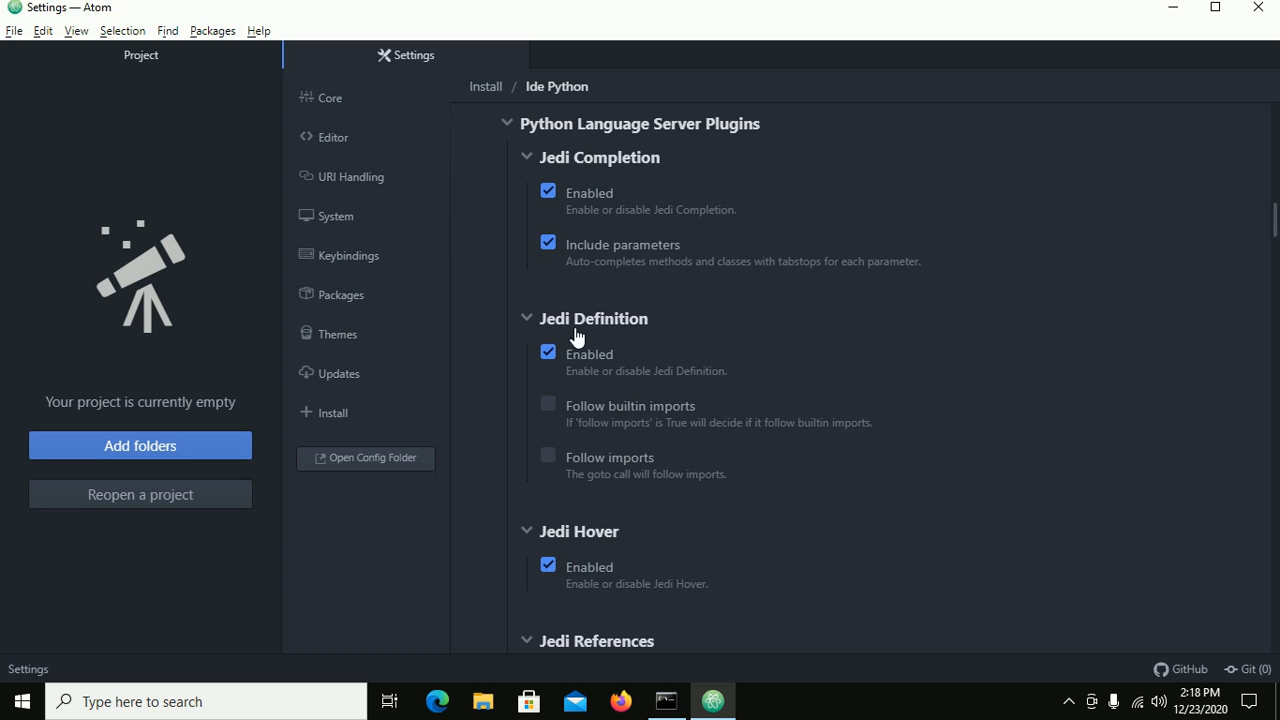 Settings — Atom
File Edit View Selection Find Packages Help
Project
Settings
Install / Ide Python
Core
Editor
URI Handling
System
Keybindings
Packages
Themes
Updates
Install
Open Config Folder
Your project is currently empty
Add folders
Reopen a project
Python Language Server Plugins
Jedi Completion
Enabled
Enable or disable Jedi Completion.
Include parameters
Auto-completes methods and classes with tabstops for each parameter.
Jedi Definition
Enabled
Enable or disable Jedi Definition.
Follow builtin imports
If 'follow imports' is True will decide if it follow builtin imports.
Follow imports
The goto call will follow imports.
Jedi Hover
Enabled
Enable or disable Jedi Hover.
Jedi References
Settings
GitHub Git (0)
Type here to search
2:18 PM
12/23/2020